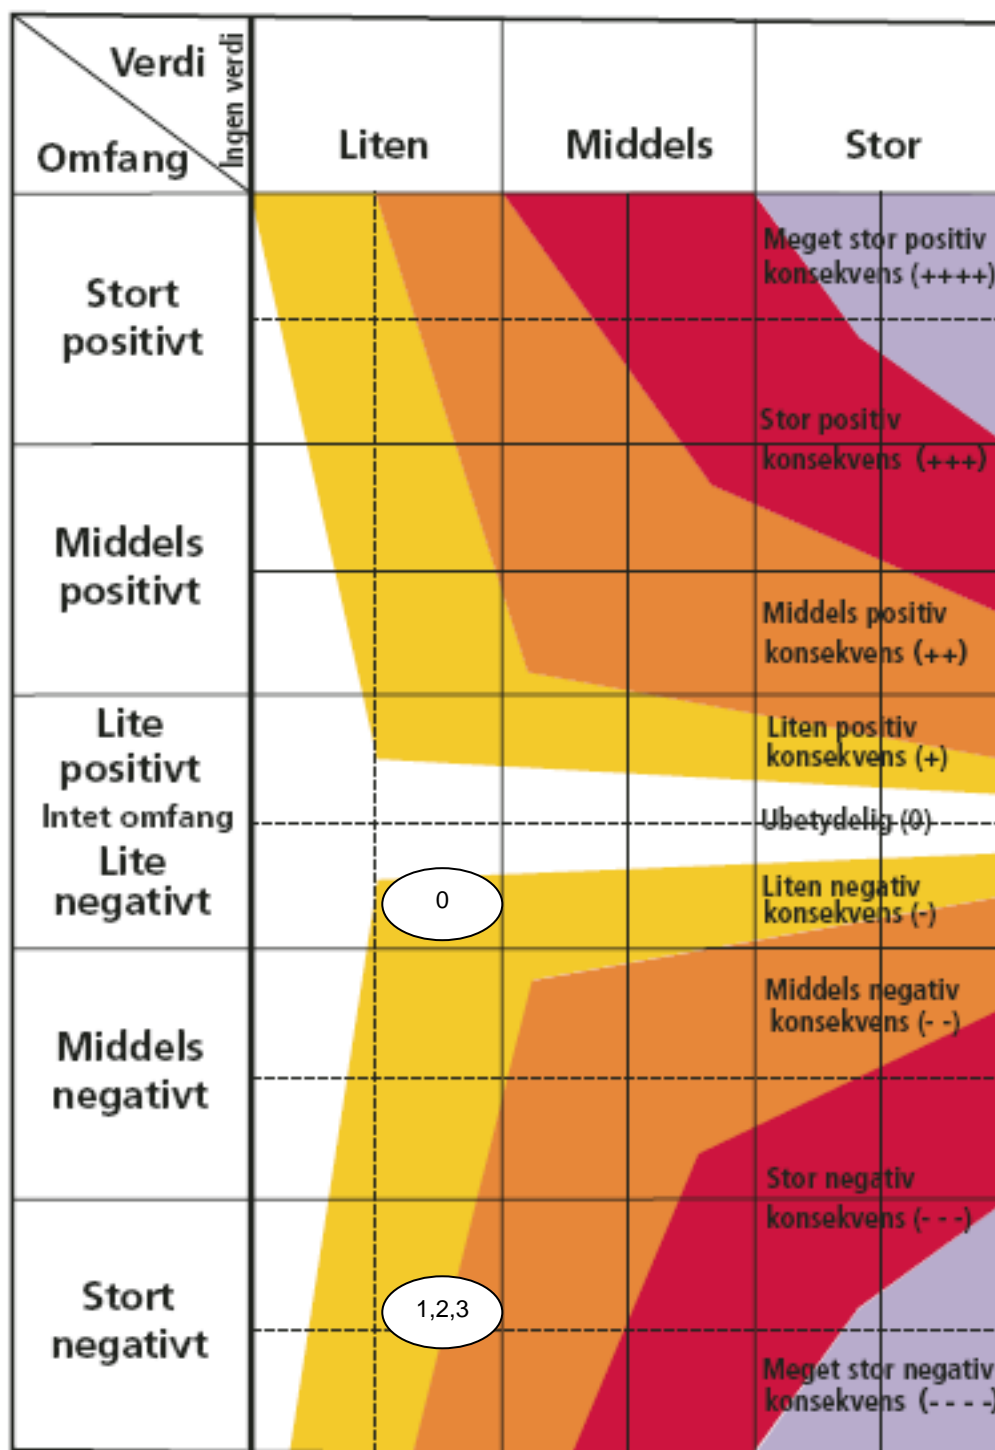 Verdi
Ingen verdi
Omfang
Liten
Middels
Stor
Stort
positivt
Meget stor positiv
konsekvens (++++)
Stor positiv
konsekvens (+++)
Middels
positivt
Middels positiv
konsekvens (++)
Lite
positivt
Intet omfang
Lite
negativt
Liten positiv
konsekvens (+)
Ubetydelig (0)
0
Liten negativ
konsekvens (-)
Middels
negativt
Middels negativ
konsekvens (- -)
Stor negativ
konsekvens (- - -)
Stort
negativt
1,2,3
Meget stor negativ
konsekvens (- - - -)